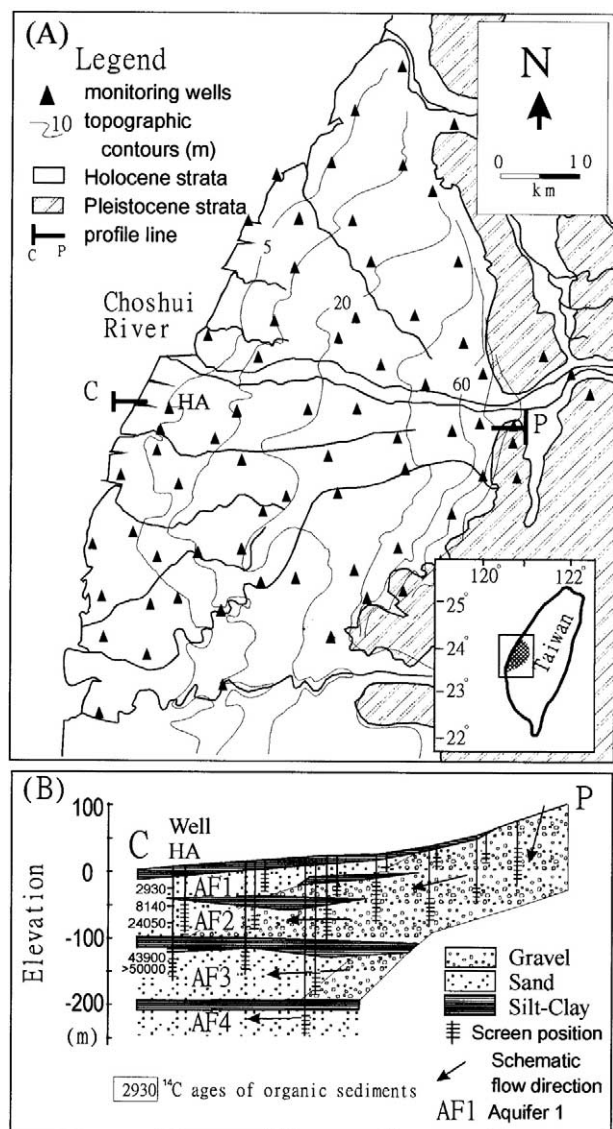 (A)
Legend
monitoring wells
10 topographic
contours (m)
Holocene strata
Pleistocene strata
C P profile line
N
0 10
km
5
20
60
Choshui
River
C
HA
P
120° 122°
25°
24°
23°
22°
Taiwan
(B)
100
0
-100
-200
(m)
Elevation
C
Well
HA
P
2930
8140
24050
43900
>50000
AF1
AF2
AF3
AF4
Gravel
Sand
Silt-Clay
Screen position
Schematic
flow direction
AF1 Aquifer 1
2930 ¹⁴C ages of organic sediments